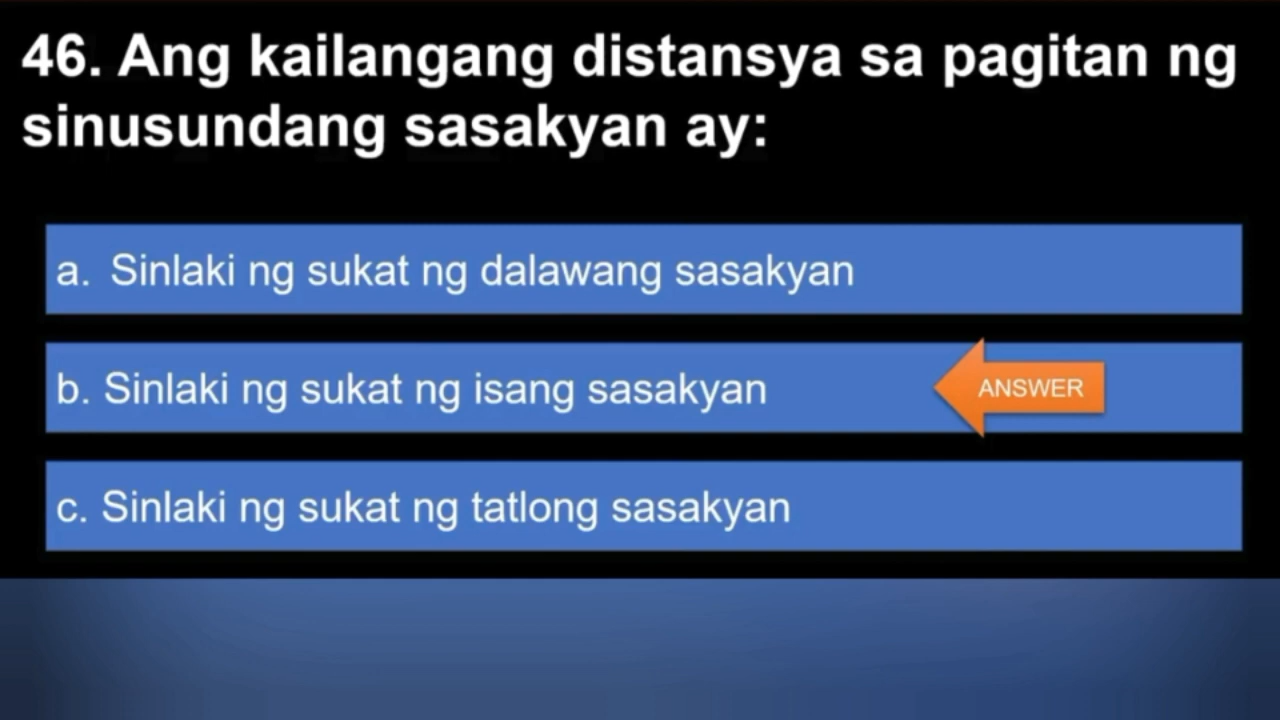 46. Ang kailangang distansya sa pagitan ng
sinusundang sasakyan ay:
a. Sinlaki ng sukat ng dalawang sasakyan
b. Sinlaki ng sukat ng isang sasakyan
ANSWER
c. Sinlaki ng sukat ng tatlong sasakyan